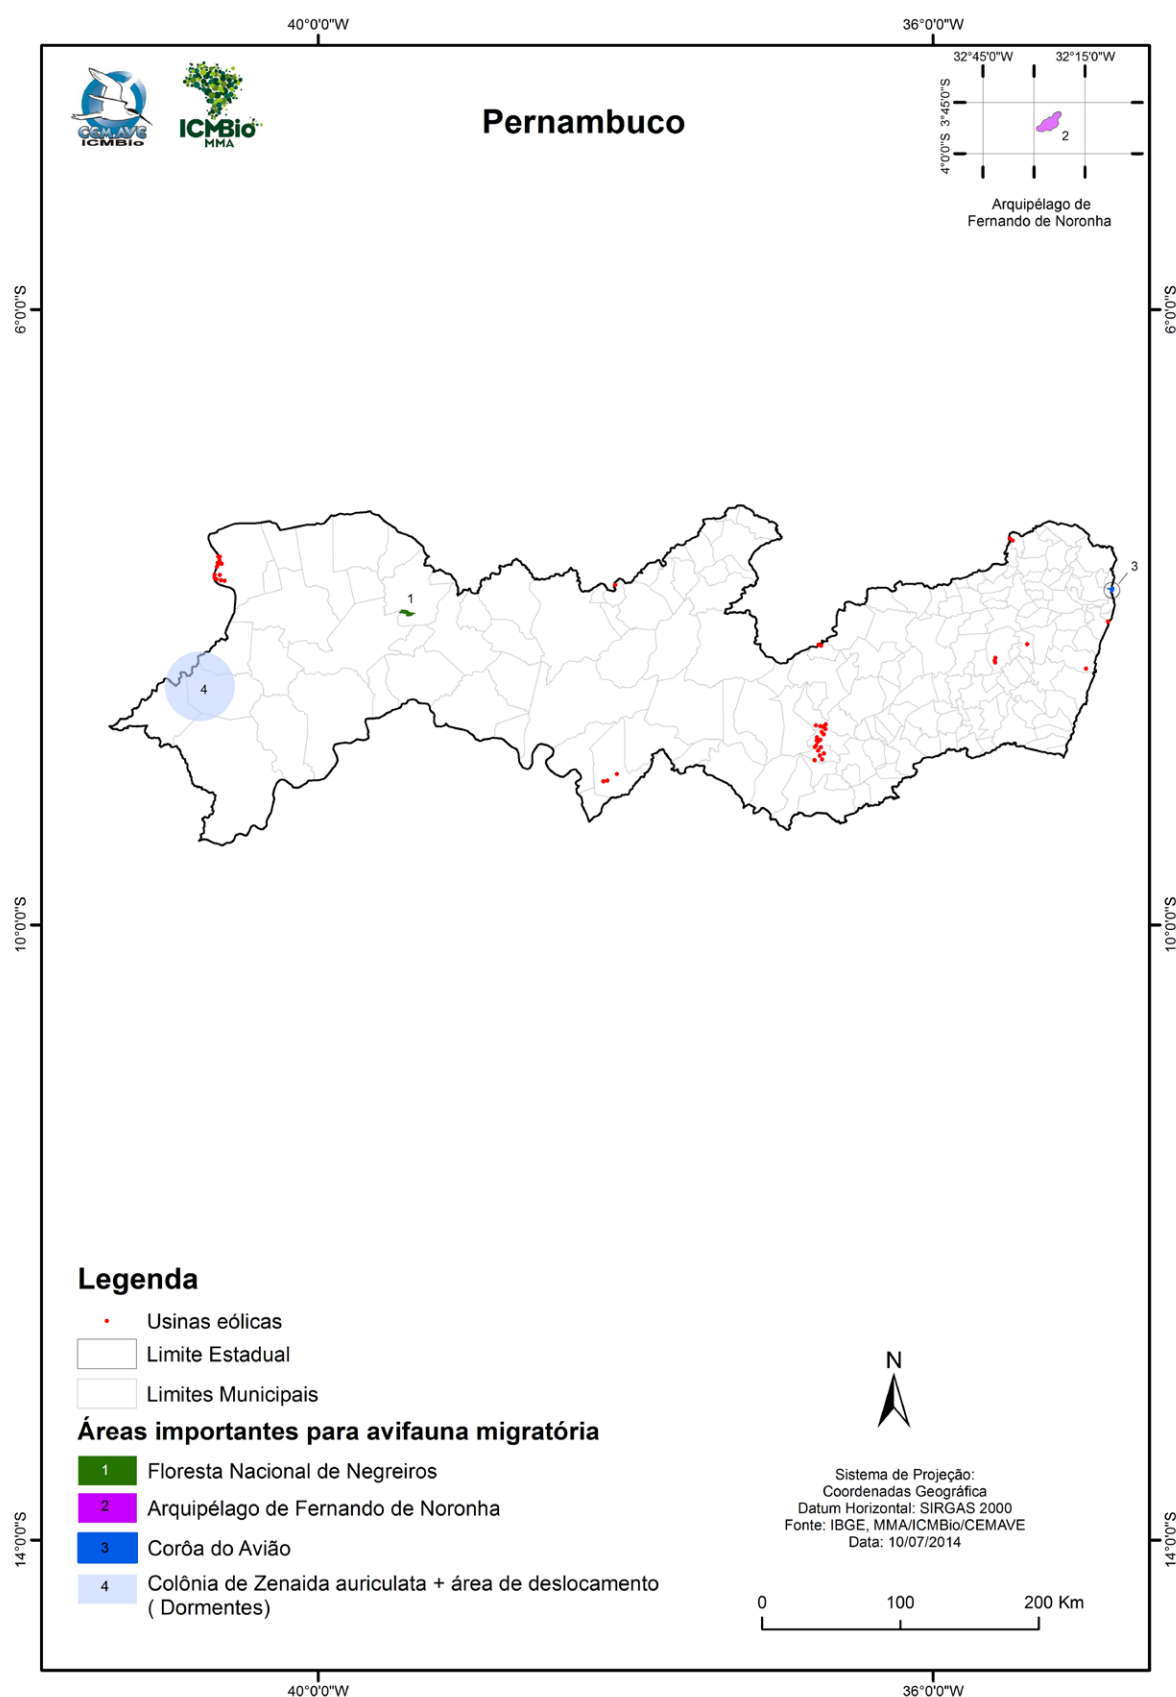 40°0'0"W
36°0'0"W
CEMAVE
ICMBio
ICMBio
MMA
Pernambuco
32°45'0"W
32°15'0"W
3°45'0"S
4°0'0"S
2
Arquipélago de
Fernando de Noronha
6°0'0"S
6°0'0"S
1
3
4
10°0'0"S
10°0'0"S
Legenda
Usinas eólicas
Limite Estadual
Limites Municipais
Áreas importantes para avifauna migratória
1 Floresta Nacional de Negreiros
2 Arquipélago de Fernando de Noronha
3 Corôa do Avião
4 Colônia de Zenaida auriculata + área de deslocamento
( Dormentes)
N
Sistema de Projeção:
Coordenadas Geográfica
Datum Horizontal: SIRGAS 2000
Fonte: IBGE, MMA/ICMBio/CEMAVE
Data: 10/07/2014
0 100 200 Km
14°0'0"S
14°0'0"S
40°0'0"W
36°0'0"W